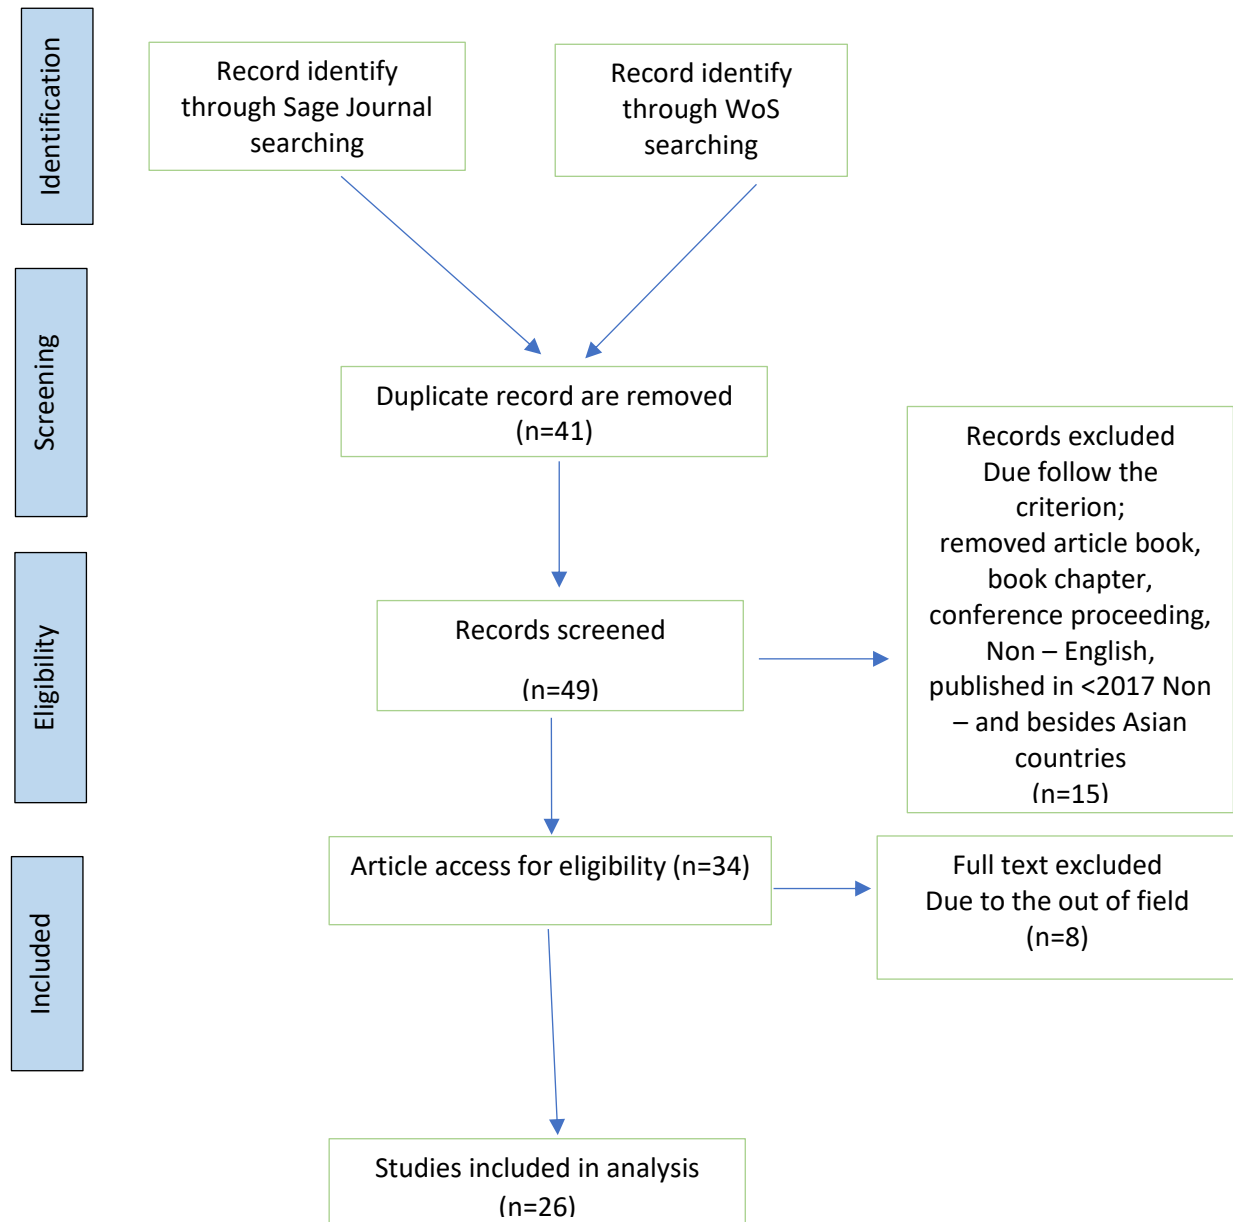 Identification
Record identify
through Sage Journal
searching
Record identify
through WoS
searching
Screening
Duplicate record are removed
(n=41)
Records excluded
Due follow the
criterion;
removed article book,
book chapter,
conference proceeding,
Non – English,
published in <2017 Non
– and besides Asian
countries
(n=15)
Eligibility
Records screened
(n=49)
Article access for eligibility (n=34)
Full text excluded
Due to the out of field
(n=8)
Included
Studies included in analysis
(n=26)